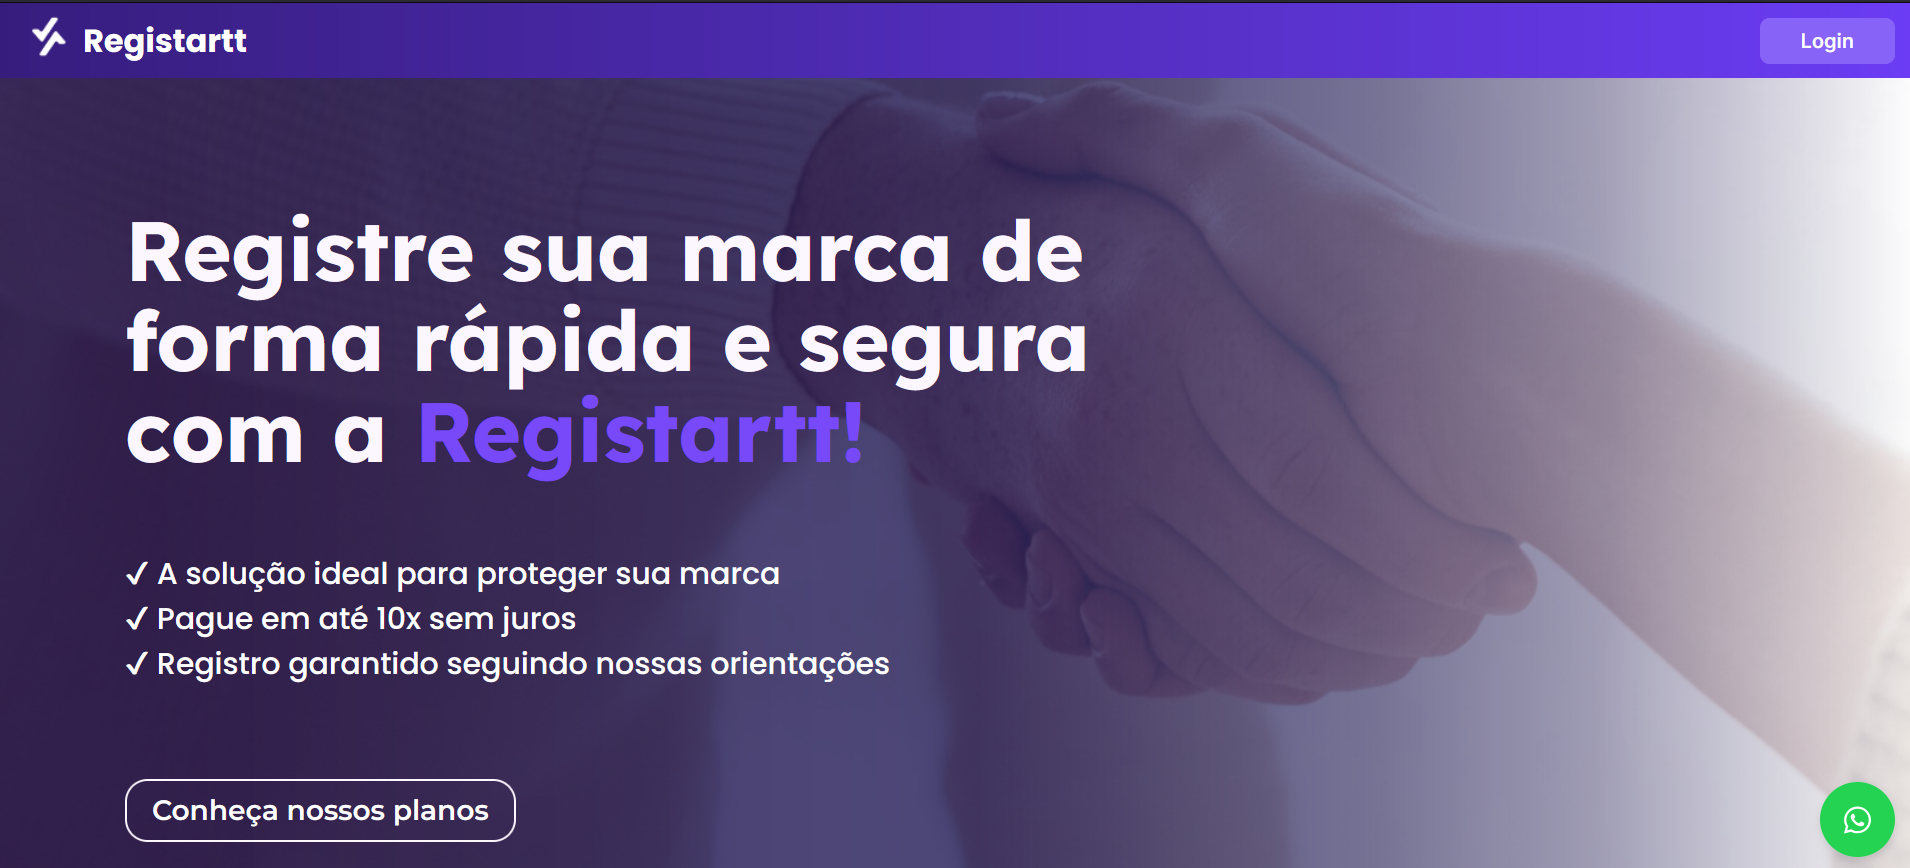 Registartt
Login
Registre sua marca de
forma rápida e segura
com a Registartt!
✓ A solução ideal para proteger sua marca
✓ Pague em até 10x sem juros
✓ Registro garantido seguindo nossas orientações
Conheça nossos planos